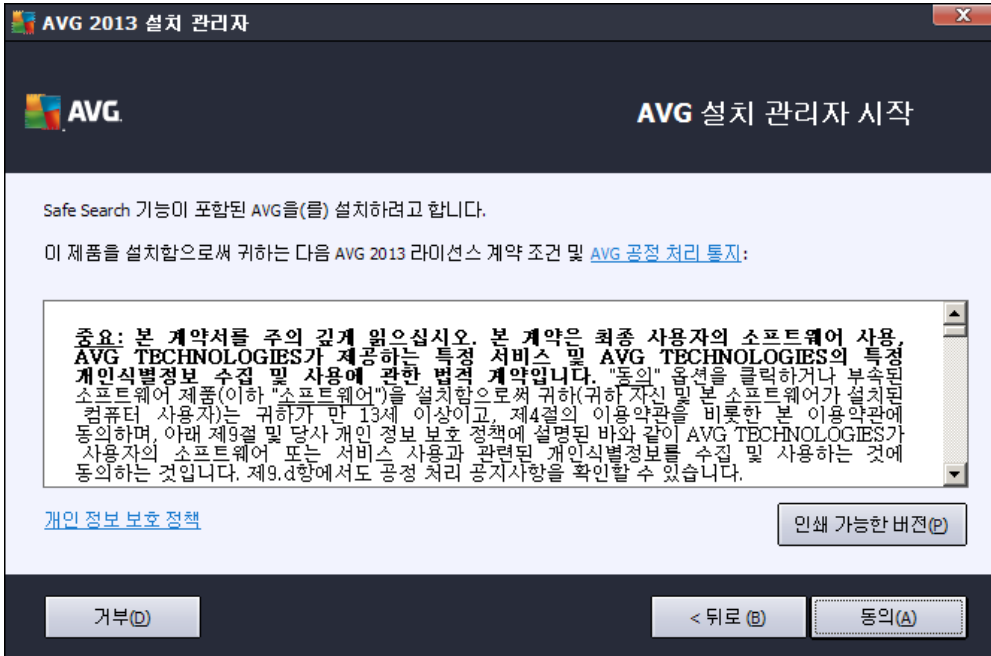 AVG 2013 설치 관리자
AVG.
AVG 설치 관리자 시작
Safe Search 기능이 포함된 AVG을(를) 설치하려고 합니다.
이 제품을 설치함으로써 귀하는 다음 AVG 2013 라이선스 계약 조건 및 AVG 공정 처리 통지:
중요: 본 계약서를 주의 깊게 읽으십시오. 본 계약은 최종 사용자의 소프트웨어 사용,
AVG TECHNOLOGIES가 제공하는 특정 서비스 및 AVG TECHNOLOGIES의 특정
개인식별정보 수집 및 사용에 관한 법적 계약입니다. "동의" 옵션을 클릭하거나 부속된
소프트웨어 제품(이하 "소프트웨어")을 설치함으로써 귀하(귀하 자신 및 본 소프트웨어가 설치된
컴퓨터 사용자)는 귀하가 만 13세 이상이고, 제4절의 이용약관을 비롯한 본 이용약관에
동의하며, 아래 제9절 및 당사 개인 정보 보호 정책에 설명된 바와 같이 AVG TECHNOLOGIES가
사용자의 소프트웨어 또는 서비스 사용과 관련된 개인식별정보를 수집 및 사용하는 것에
동의하는 것입니다. 제9.d항에서도 공정 처리 공지사항을 확인할 수 있습니다.
개인 정보 보호 정책
인쇄 가능한 버전(P)
거부(D)
< 뒤로 (B)
동의(A)